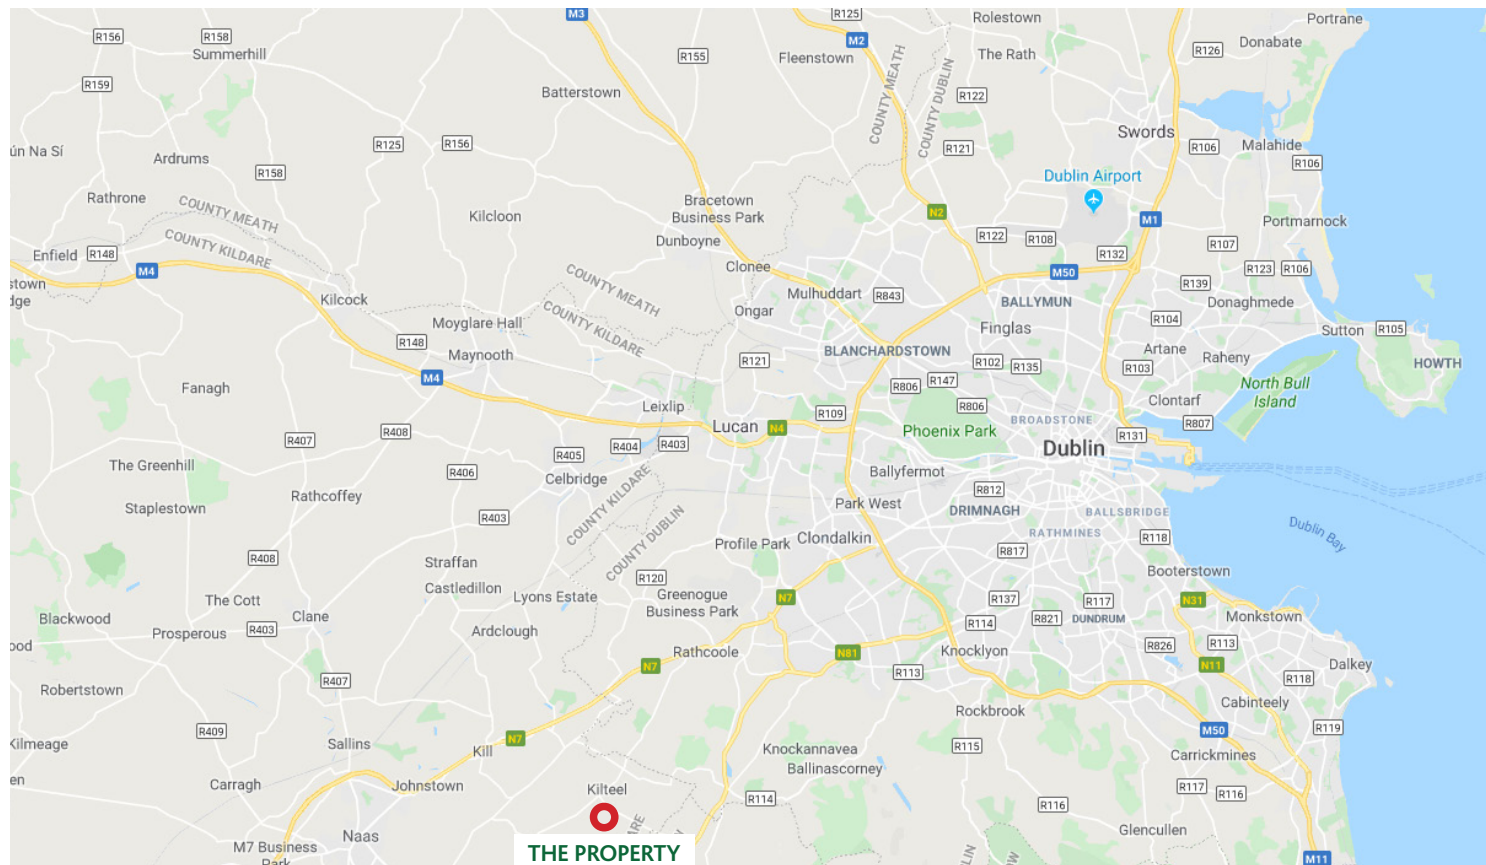 M3
R125
Rolestown
Portrane
R156
R158
Summerhill
R155
M2
Fleenstown
The Rath
R126
Donabate
R159
Batterstown
COUNTY MEATH
COUNTY DUBLIN
R122
Swords
R125
R156
R121
R106
Malahide
ún Na Sí
Ardrums
R158
R106
Dublin Airport
Rathrone
COUNTY MEATH
Kilcloon
Bracetown
Business Park
N2
M1
Portmarnock
Enfield
R148
COUNTY KILDARE
Dunboyne
R122
R108
R132
R107
M4
Clonee
M50
R123
R106
stown
dge
Kilcock
COUNTY MEATH
Mulhuddart
R843
BALLYMUN
R139
Donaghmede
Moyglare Hall
COUNTY KILDARE
Ongar
Finglas
R104
Sutton
R105
R148
Maynooth
R121
BLANCHARDSTOWN
R102
R135
Artane
R103
Raheny
HOWTH
M4
Fanagh
R806
R147
North Bull
Island
Leixlip
R109
R806
Clontarf
R407
R408
Lucan
N4
Phoenix Park
BROADSTONE
R807
R131
R404
R403
Dublin
R405
The Greenhill
R406
Celbridge
Ballyfermot
Rathcoffey
COUNTY KILDARE
R812
Staplestown
R403
Park West
DRIMNAGH
BALLSBRIDGE
Dublin Bay
COUNTY DUBLIN
Profile Park
Clondalkin
RATHMINES
R118
R408
Straffan
R817
Castledillon
R120
Booterstown
The Cott
Lyons Estate
Greenogue
Business Park
N7
R137
R117
N31
Blackwood
Clane
R114
R821
DUNDRUM
Monkstown
Prosperous
R403
Ardclough
ood
Rathcoole
N81
Knocklyon
R826
R113
N7
R113
N11
Dalkey
Robertstown
R407
R118
Rockbrook
Cabinteely
R409
N7
M50
R119
Kilmeage
Sallins
Kill
Knockannavea
R115
Carrickmines
Ballinascorney
en
Carragh
Johnstown
Kilteel
R114
R117
R116
R116
Naas
Glencullen
M7 Business
Park
THE PROPERTY
M11